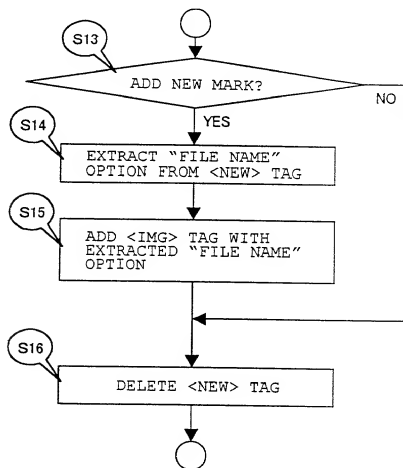 S13
ADD NEW MARK?
NO
YES
S14
EXTRACT "FILE NAME"
OPTION FROM <NEW> TAG
S15
ADD <IMG> TAG WITH
EXTRACTED "FILE NAME"
OPTION
S16
DELETE <NEW> TAG